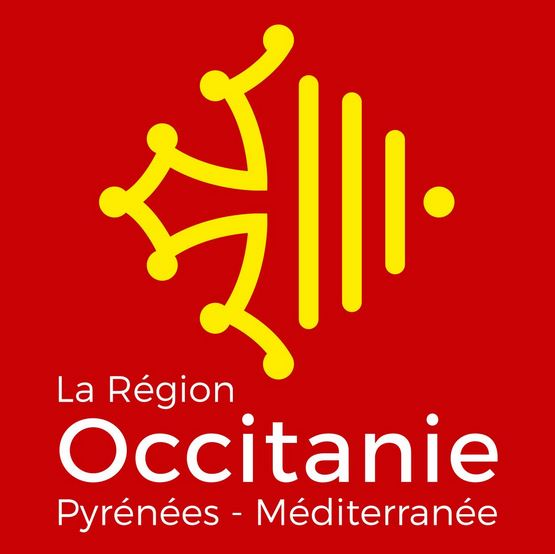 La Région
Occitanie
Pyrénées - Méditerranée